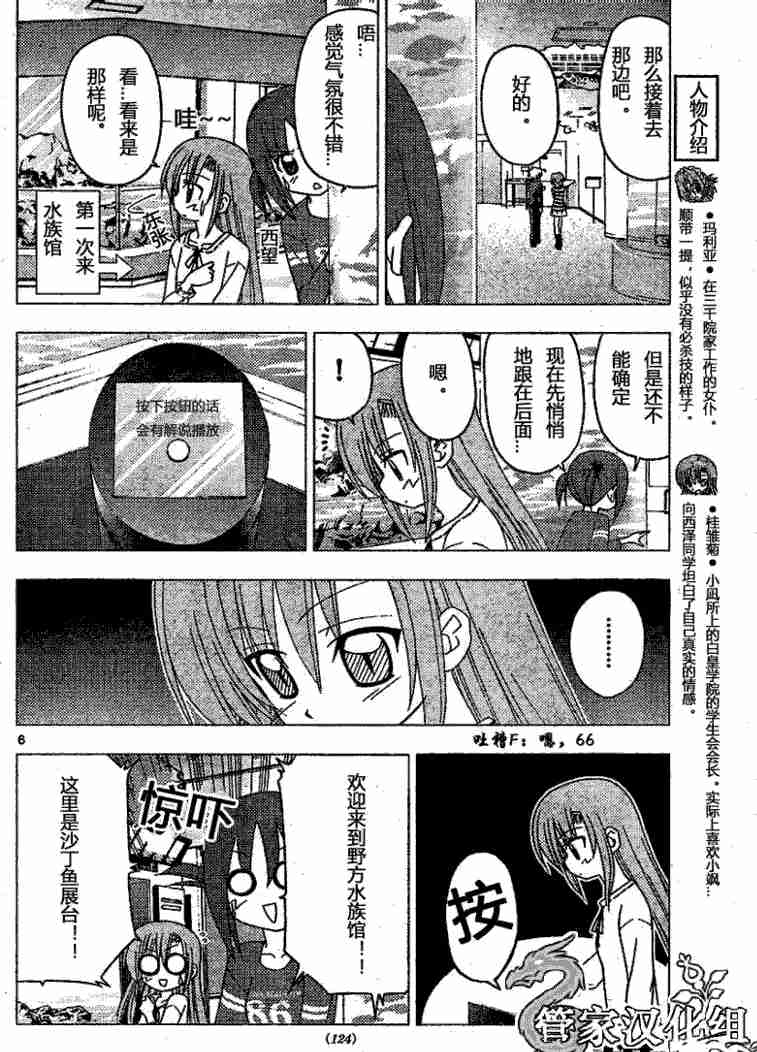 那么接着去
那边吧。
好的。
唔…
感觉气
氛很不错…
看…看来是
那样呢。
哇～～
东张
西望
第一次来
水族馆
但是还不
能确定
现在先悄悄
地跟在后面…
嗯。
！
按下按钮的话
会有解说播放
………
6
吐槽F：嗯，66
按
欢迎来到野方
水族馆！！
惊吓
这里是沙丁
鱼展台！！
66
(124)
人物介绍
●玛利亚●在三千院家工作的女仆。
顺带一提，似乎没有必杀技的样子。
●桂雏菊●小凪所上的白皇学院的学生会会长。实际上喜欢小飒…
向西泽同学坦白了自己真实的情感。
管家汉化组